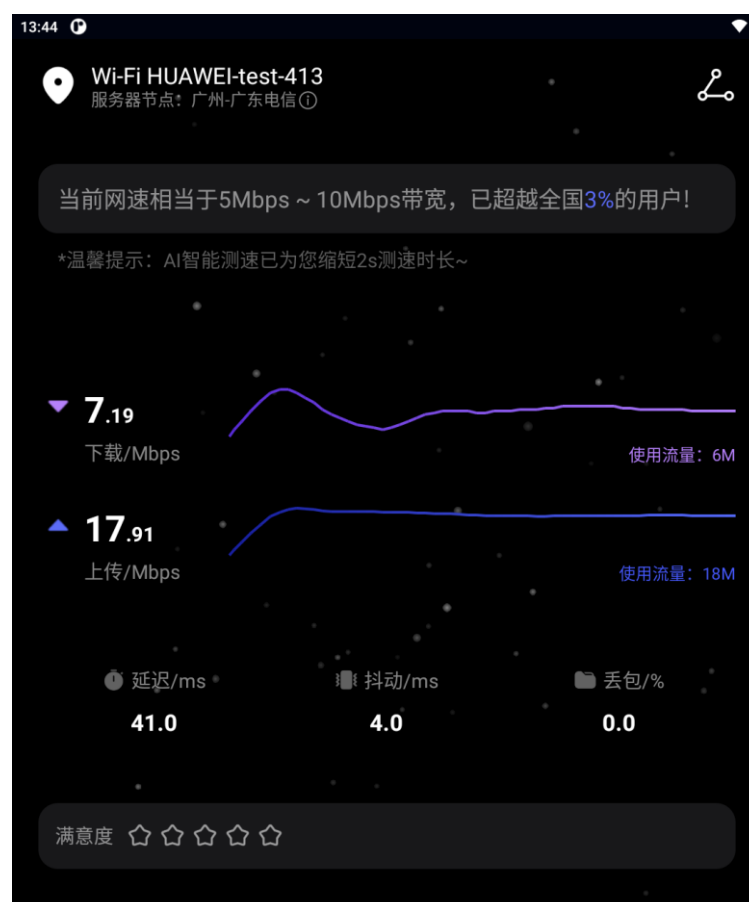 13:44
Wi-Fi HUAWEI-test-413
服务器节点：广州-广东电信
当前网速相当于5Mbps ~ 10Mbps带宽，已超越全国3%的用户！
*温馨提示：AI智能测速已为您缩短2s测速时长~
7.19
下载/Mbps
使用流量：6M
17.91
上传/Mbps
使用流量：18M
延迟/ms 抖动/ms 丢包/%
41.0 4.0 0.0
满意度